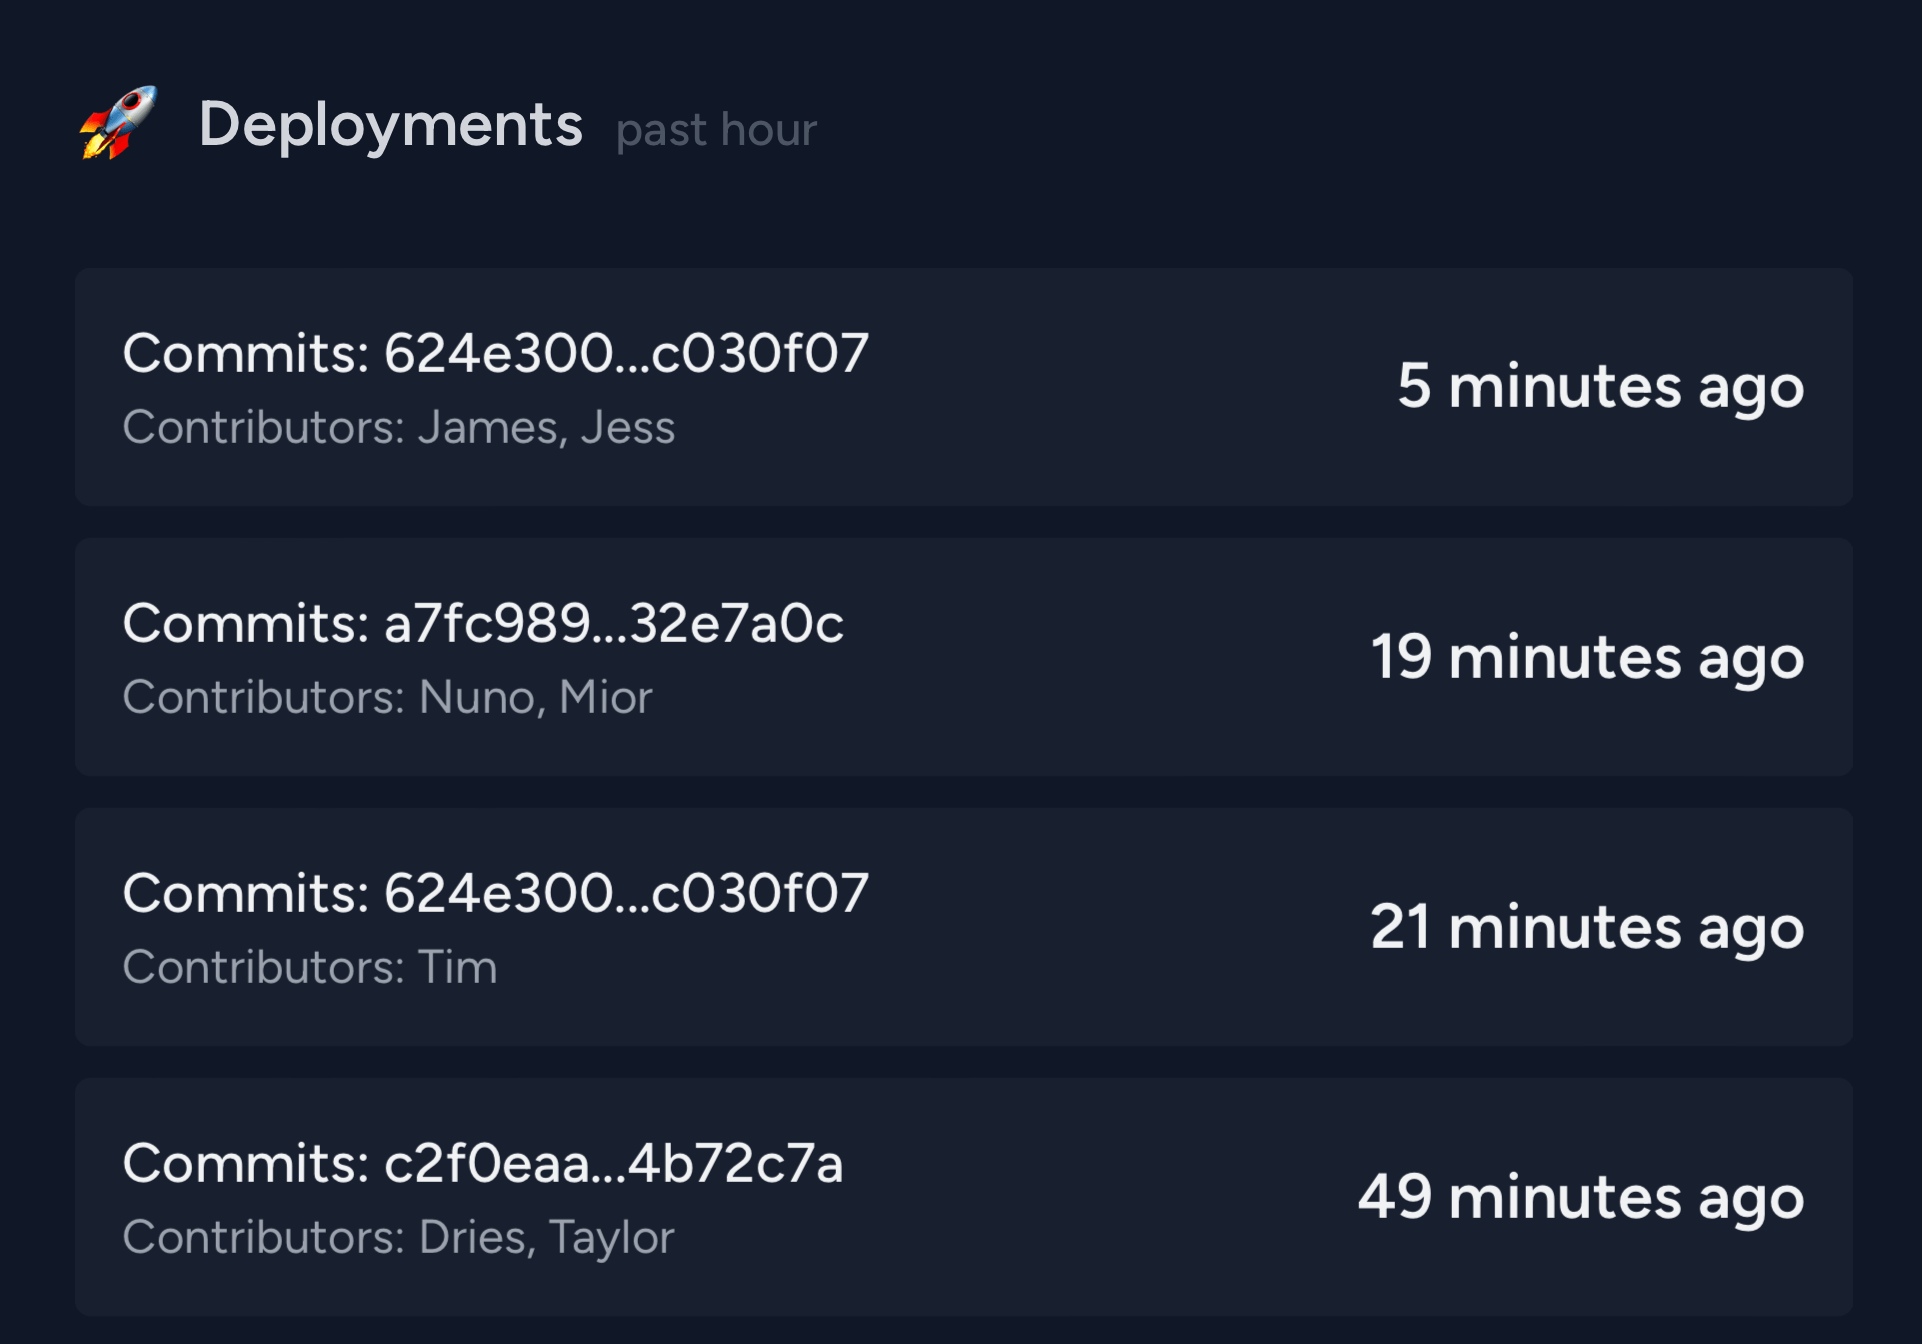 Deployments past hour
Commits: 624e300...c030f07
Contributors: James, Jess
5 minutes ago
Commits: a7fc989...32e7a0c
Contributors: Nuno, Mior
19 minutes ago
Commits: 624e300...c030f07
Contributors: Tim
21 minutes ago
Commits: c2f0eaa...4b72c7a
Contributors: Dries, Taylor
49 minutes ago